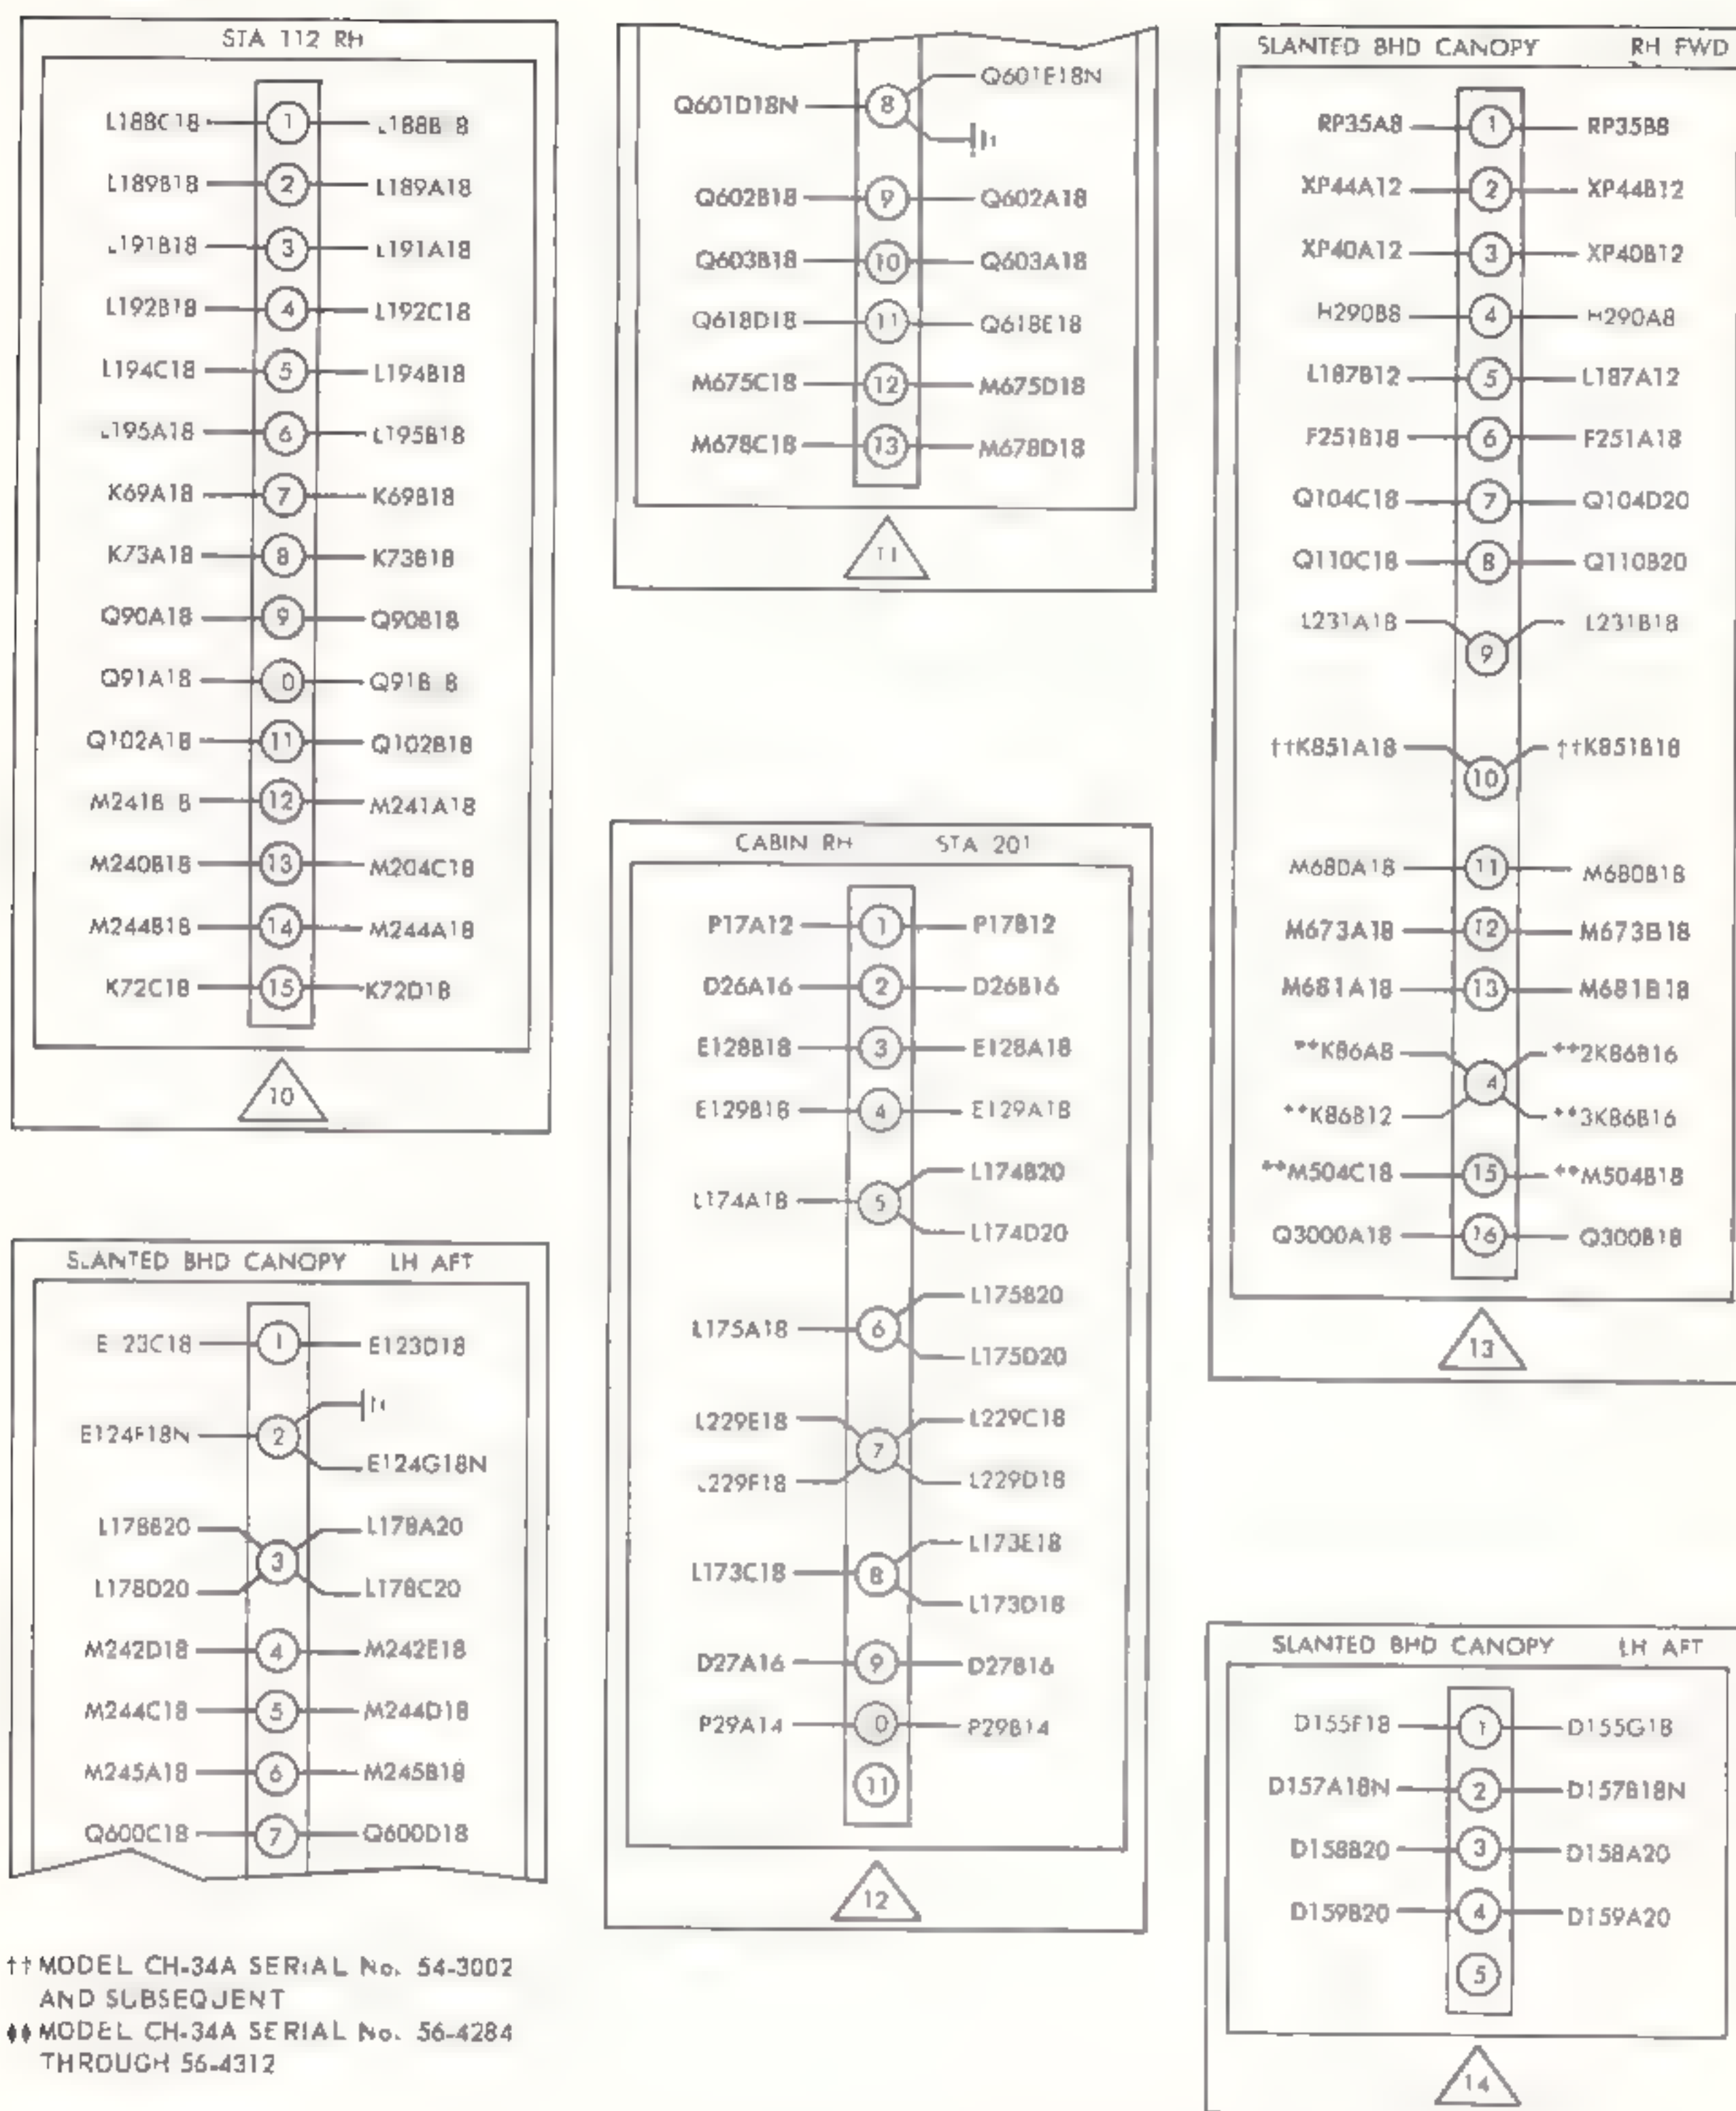 STA 112 RH
L188C18 1
L189B18 2 L189A18
L191B18 3 L191A18
L192B18 4 L192C18
L194C18 5 L194B18
L195A18 6 L195B18
K69A18 7 K69B18
K73A18 8 K73B18
Q90A18 9 Q90B18
Q91A18 0 Q91B 8
Q102A18 11 Q102B18
M241B 8 12 M241A18
M240B18 13 M204C18
M244B18 14 M244A18
K72C18 15 K72D18
10
SLANTED BHD CANOPY LH AFT
E 23C18 1 E123D18
E124F18N 2
E124G18N
L178B20 L178A20
3
L178D20 L178C20
M242D18 4 M242E18
M244C18 5 M244D18
M245A18 6 M245B18
Q600C18 7 Q600D18
††MODEL CH-34A SERIAL No. 54-3002
AND SUBSEQUENT
♦♦MODEL CH-34A SERIAL No. 56-4284
THROUGH 56-4312
Q601E18N
Q601D18N 8
Q602B18 9 Q602A18
Q603B18 10 Q603A18
Q618D18 11 Q618E18
M675C18 12 M675D18
M678C18 13 M678D18
11
CABIN RH STA 201
P17A12 1 P17B12
D26A16 2 D26B16
E128B18 3 E128A18
E129B18 4 E129A18
L174B20
L174A18 5
L174D20
L175B20
L175A18 6
L175D20
L229E18 L229C18
7
L229F18 L229D18
L173E18
L173C18 8
L173D18
D27A16 9 D27B16
P29A14 0 P29B14
11
12
SLANTED BHD CANOPY RH FWD
RP35A8 1 RP35B8
XP44A12 2 XP44B12
XP40A12 3 XP40B12
H290B8 4 H290A8
L187B12 5 L187A12
F251B18 6 F251A18
Q104C18 7 Q104D20
Q110C18 8 Q110B20
L231A18 L231B18
9
††K851A18 ††K851B18
10
M680A18 11 M680B18
M673A18 12 M673B18
M681A18 13 M681B18
**K86A8 **2K86B16
4
**K86B12 **3K86B16
**M504C18 15 **M504B18
Q3000A18 16 Q300B18
13
SLANTED BHD CANOPY LH AFT
D155F18 1 D155G18
D157A18N 2 D157B18N
D158B20 3 D158A20
D159B20 4 D159A20
5
14